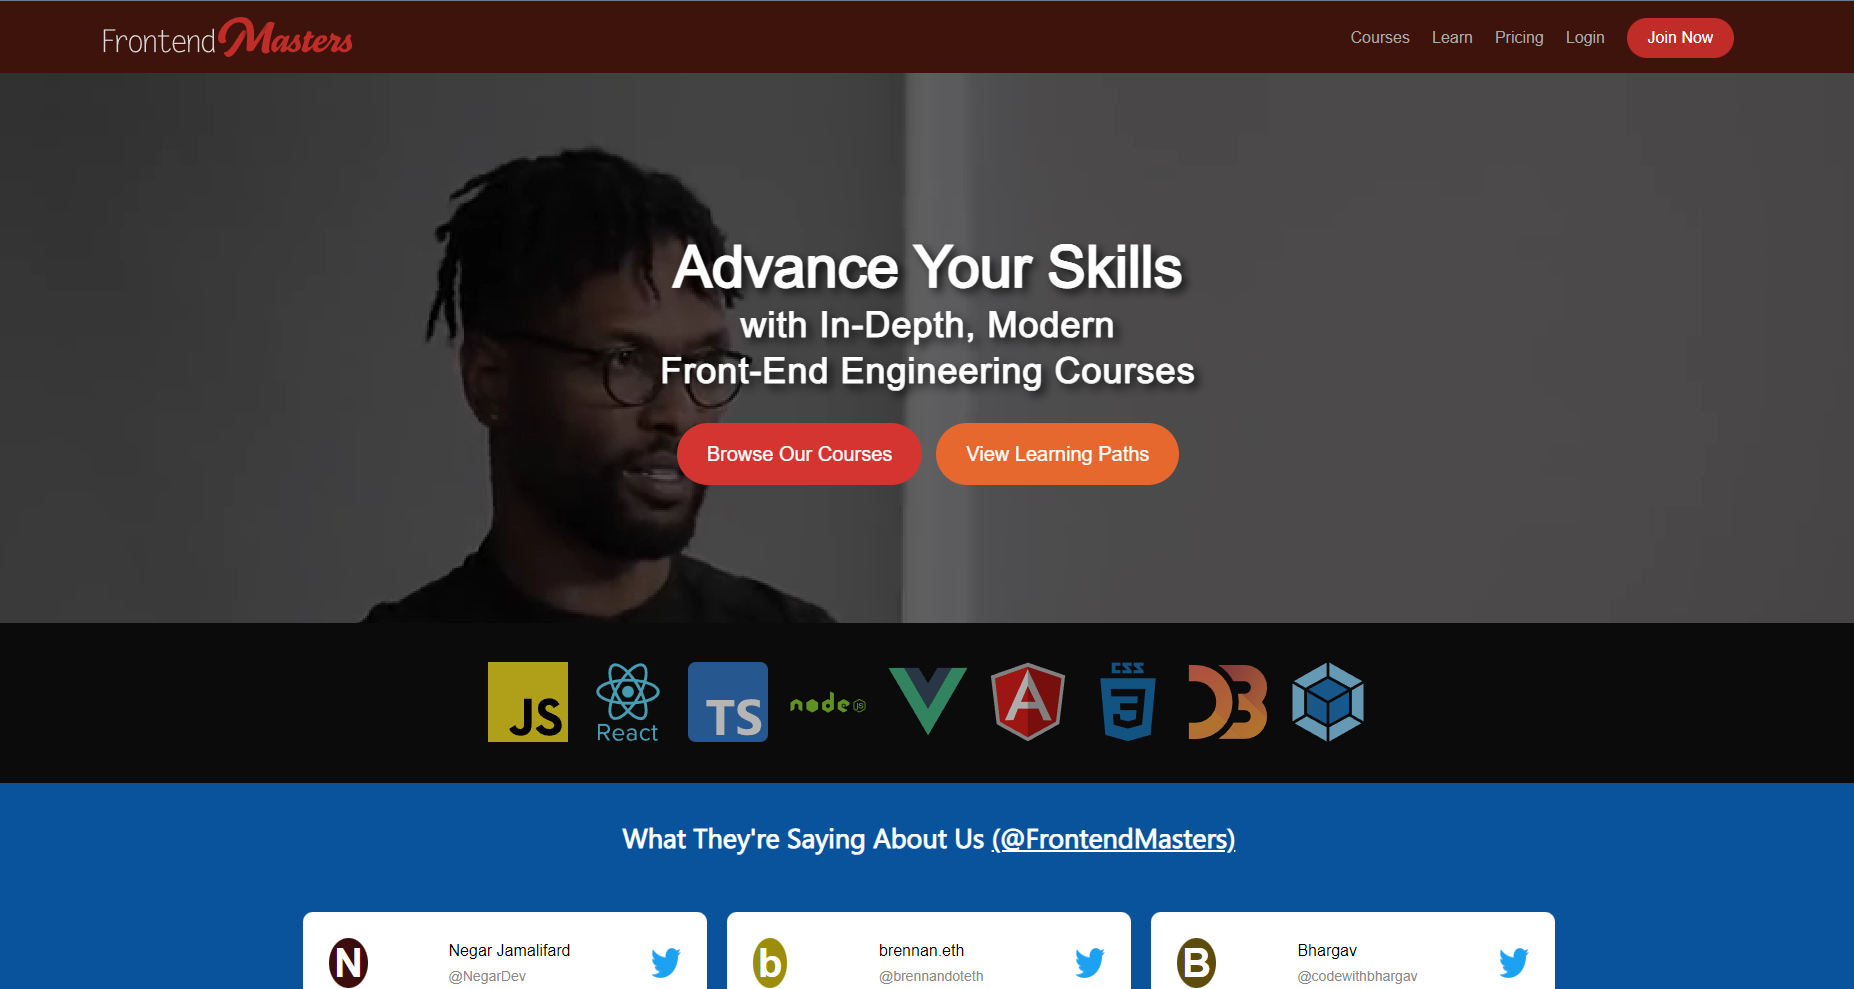 Frontend Masters
Courses Learn Pricing Login Join Now
Advance Your Skills
with In-Depth, Modern
Front-End Engineering Courses
Browse Our Courses View Learning Paths
JS React TS node JS A CSS 3 D3
What They're Saying About Us (@FrontendMasters)
N Negar Jamalifard b brennan.eth B Bhargav
@NegarDev @brennandoteth @codewithbhargav